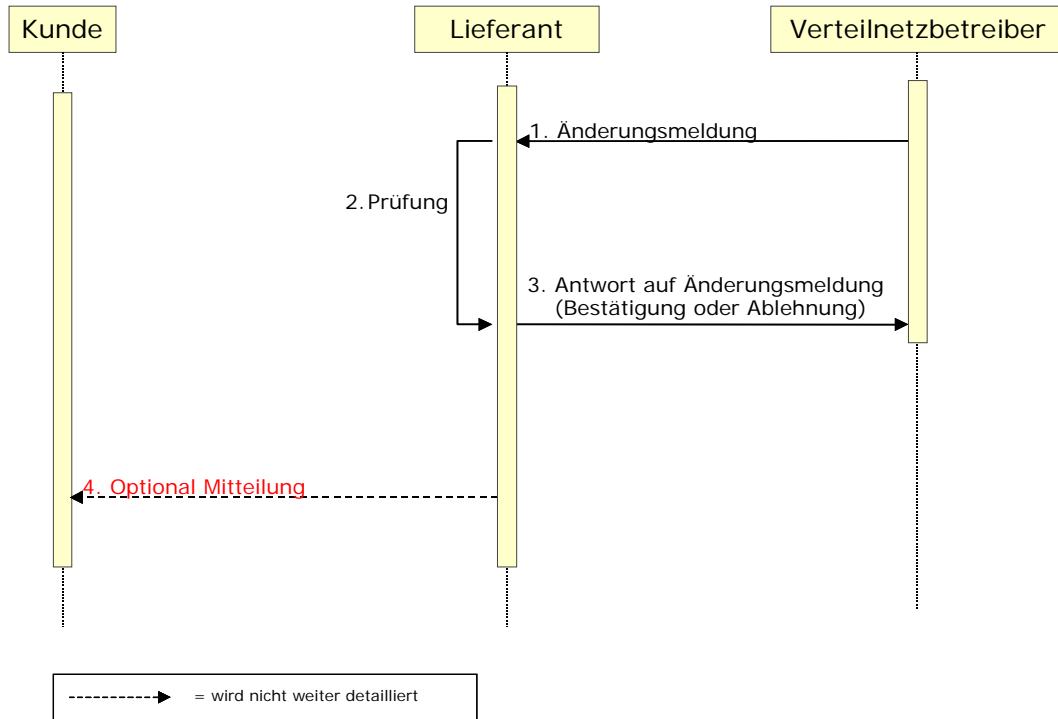 Kunde
Lieferant
Verteilnetzbetreiber
1. Änderungsmeldung
2. Prüfung
3. Antwort auf Änderungsmeldung
(Bestätigung oder Ablehnung)
4. Optional Mitteilung
= wird nicht weiter detailliert